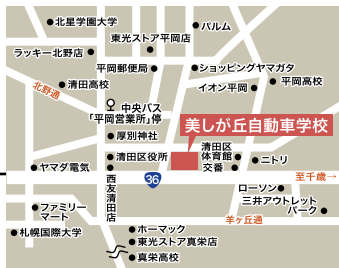 北星学園大学
パルム
東光ストア平岡店
ラッキー北野店
平岡郵便局
ショッピングヤマガタ
清田高校
平岡高校
イオン平岡
北野通
中央バス
「平岡営業所」停
美しが丘自動車学校
厚別神社
清田区役所
清田区
体育館
交番
ニトリ
ヤマダ電気
36
至千歳→
西友清田店
ローソン
三井アウトレット
パーク
ファミリー
マート
羊ヶ丘通
札幌国際大学
ホーマック
東光ストア真栄店
真栄高校